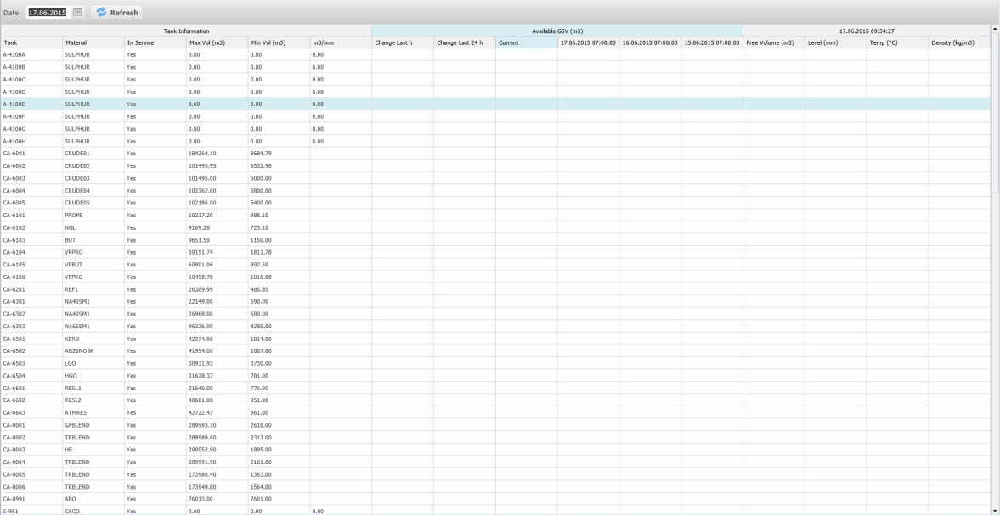 Date: 17.06.2015 Refresh
Tank Information Available GSV (m3) 17.06.2015 09:34:27
Tank Material In Service Max Vol (m3) Min Vol (m3) m3/mm Change Last h Change Last 24 h Current 17.06.2015 07:00:00 16.06.2015 07:00:00 15.06.2015 07:00:00 Free Volume (m3) Level (mm) Temp (°C) Density (kg/m3)
A-4100A SULPHUR Yes 0.00 0.00 0.00
A-4100B SULPHUR Yes 0.00 0.00 0.00
A-4100C SULPHUR Yes 0.00 0.00 0.00
A-4100D SULPHUR Yes 0.00 0.00 0.00
A-4100E SULPHUR Yes 0.00 0.00 0.00
A-4100F SULPHUR Yes 0.00 0.00 0.00
A-4100G SULPHUR Yes 0.00 0.00 0.00
A-4100H SULPHUR Yes 0.00 0.00 0.00
CA-6001 CRUDE01 Yes 184264.10 8684.79
CA-6002 CRUDE02 Yes 101495.95 6532.98
CA-6003 CRUDE03 Yes 101495.00 5000.00
CA-6004 CRUDE04 Yes 102362.00 3800.00
CA-6005 CRUDE05 Yes 102186.00 5400.00
CA-6101 PROPE Yes 10237.20 988.10
CA-6102 NGL Yes 9169.20 723.10
CA-6103 BUT Yes 9651.50 1150.00
CA-6104 VPPRO Yes 59151.74 1811.78
CA-6105 VPBUT Yes 60901.06 992.50
CA-6106 VPPRO Yes 60498.70 1016.00
CA-6201 REF1 Yes 26389.99 485.85
CA-6301 NA40SM1 Yes 22149.00 590.00
CA-6302 NA40SM1 Yes 26968.00 680.00
CA-6303 NA65SM1 Yes 96326.00 4285.00
CA-6501 KERO Yes 42274.00 1014.00
CA-6502 AG26NO5K Yes 41954.00 1007.00
CA-6503 LGO Yes 30931.93 3730.00
CA-6504 HGO Yes 31628.37 781.00
CA-6601 RESL1 Yes 31640.00 776.00
CA-6602 RESL2 Yes 40601.00 951.00
CA-6603 ATMRES Yes 42722.47 961.00
CA-8001 GFBLEND Yes 289993.10 2618.00
CA-8002 TRBLEND Yes 289989.60 2313.00
CA-8003 HE Yes 290052.90 1895.00
CA-8004 TRBLEND Yes 289991.90 2101.00
CA-8005 TRBLEND Yes 173986.40 1363.00
CA-8006 TRBLEND Yes 173949.80 1564.00
CA-8991 ABO Yes 76013.00 7601.00
S-951 CACO Yes 0.00 0.00 0.00